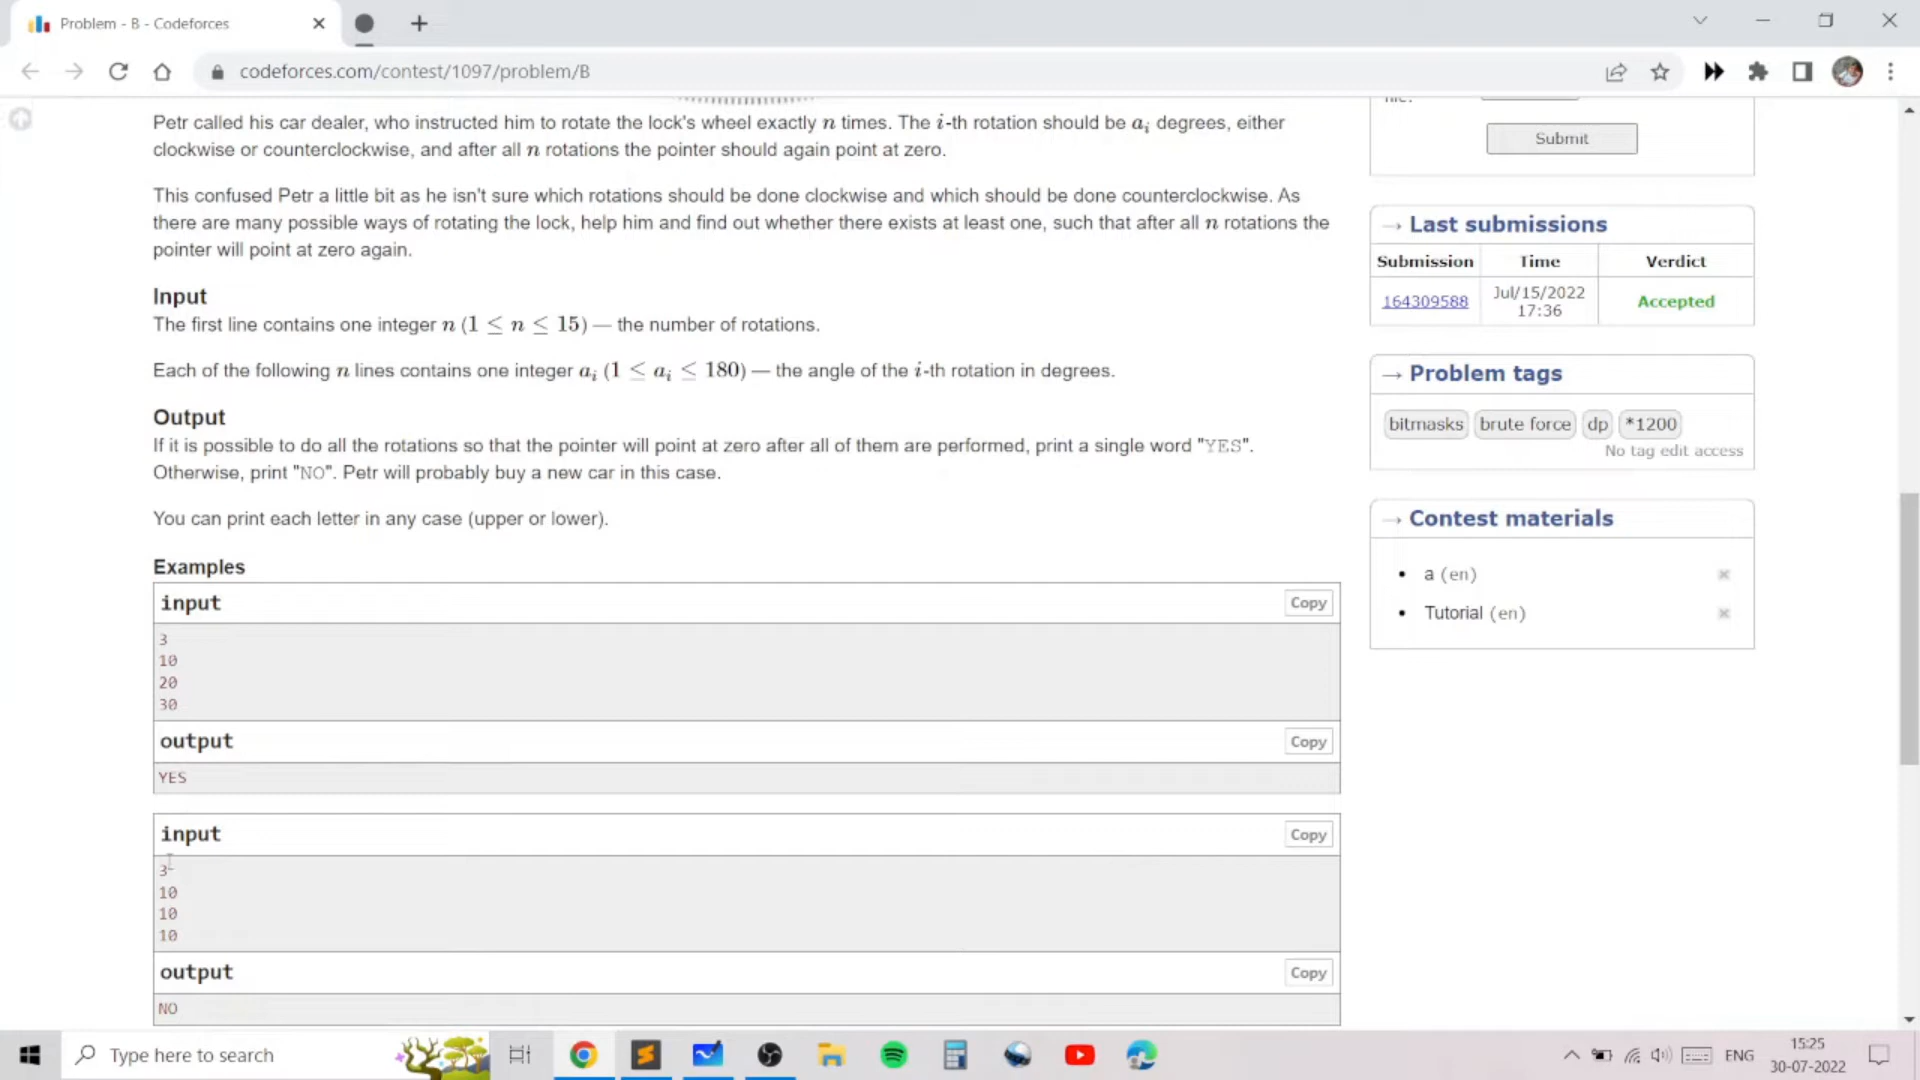 Problem - B - Codeforces
codeforces.com/contest/1097/problem/B
Petr called his car dealer, who instructed him to rotate the lock's wheel exactly n times. The i-th rotation should be aᵢ degrees, either
clockwise or counterclockwise, and after all n rotations the pointer should again point at zero.
This confused Petr a little bit as he isn't sure which rotations should be done clockwise and which should be done counterclockwise. As
there are many possible ways of rotating the lock, help him and find out whether there exists at least one, such that after all n rotations the
pointer will point at zero again.
Input
The first line contains one integer n (1 ≤ n ≤ 15) — the number of rotations.
Each of the following n lines contains one integer aᵢ (1 ≤ aᵢ ≤ 180) — the angle of the i-th rotation in degrees.
Output
If it is possible to do all the rotations so that the pointer will point at zero after all of them are performed, print a single word "YES".
Otherwise, print "NO". Petr will probably buy a new car in this case.
You can print each letter in any case (upper or lower).
Examples
input
Copy
3
10
20
30
output
Copy
YES
input
Copy
3
10
10
10
output
Copy
NO
Submit
→ Last submissions
Submission Time Verdict
164309588 Jul/15/2022 17:36 Accepted
→ Problem tags
bitmasks brute force dp *1200
No tag edit access
→ Contest materials
• a (en)
• Tutorial (en)
Type here to search
ENG
15:25
30-07-2022